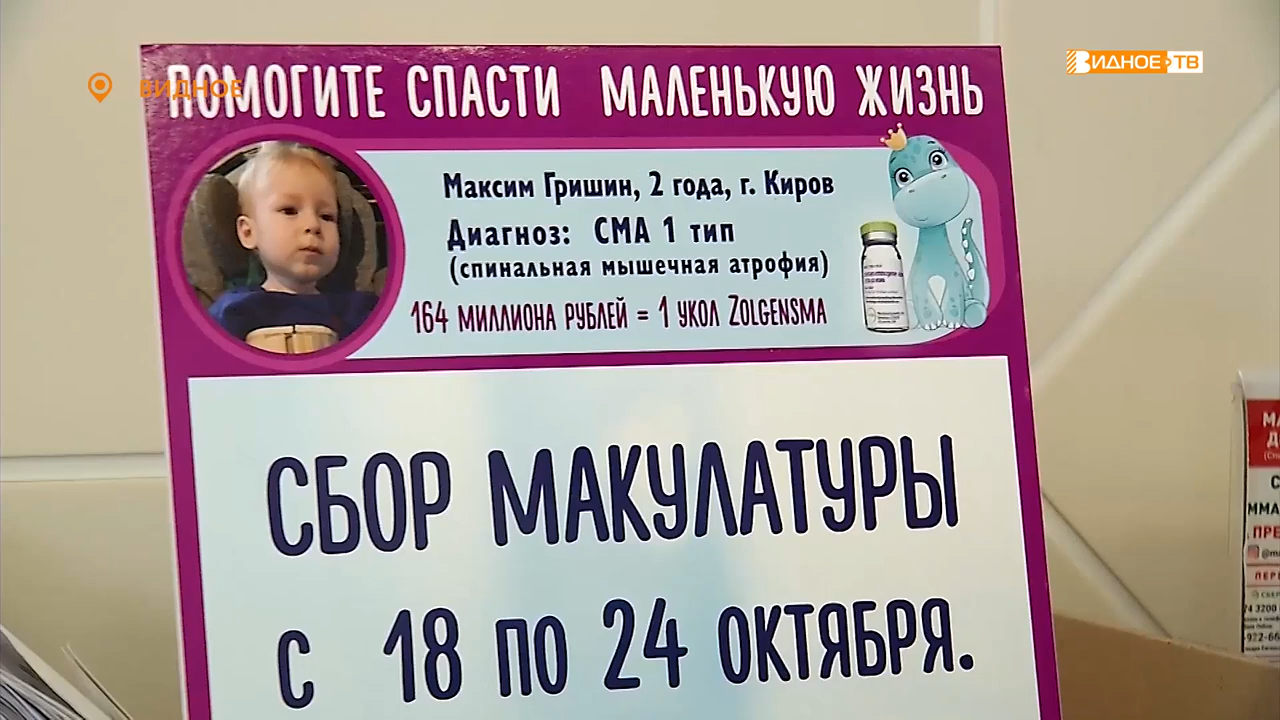 ВИДНОЕ ТВ
ВИДНОЕ
ПОМОГИТЕ СПАСТИ МАЛЕНЬКУЮ ЖИЗНЬ
Максим Гришин, 2 года, г. Киров
Диагноз: СМА 1 тип
(спинальная мышечная атрофия)
164 МИЛЛИОНА РУБЛЕЙ = 1 УКОЛ ZOLGENSMA
СБОР МАКУЛАТУРЫ
С 18 ПО 24 ОКТЯБРЯ.